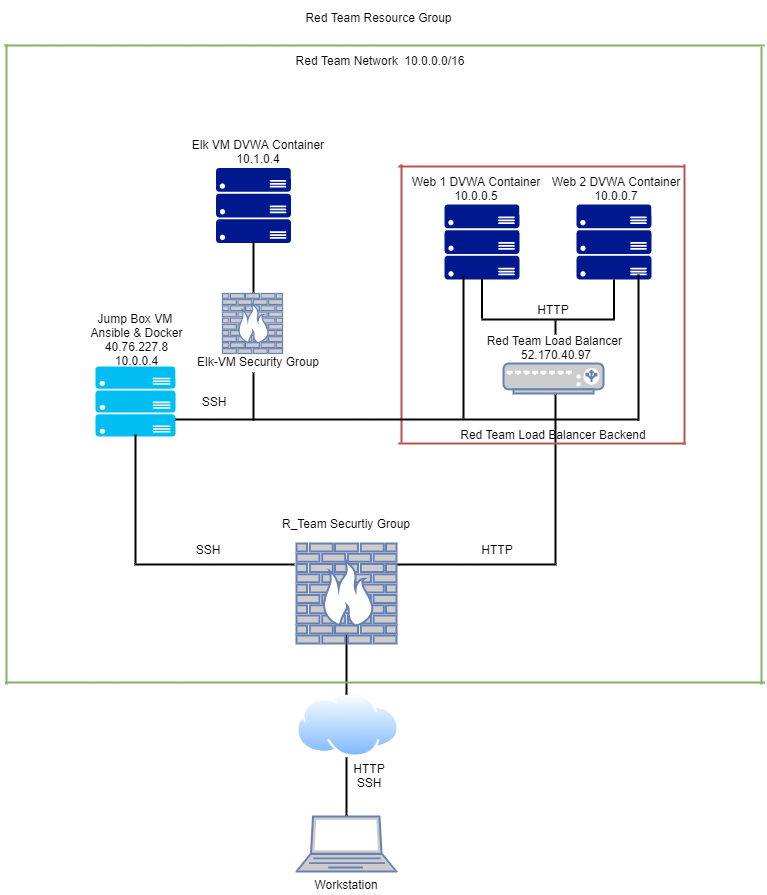 Red Team Resource Group
Red Team Network 10.0.0.0/16
Elk VM DVWA Container
10.1.0.4
Web 1 DVWA Container
10.0.0.5
Web 2 DVWA Container
10.0.0.7
HTTP
Jump Box VM
Ansible & Docker
40.76.227.8
10.0.0.4
Elk-VM Security Group
Red Team Load Balancer
52.170.40.97
SSH
Red Team Load Balancer Backend
R_Team Securtiy Group
SSH
HTTP
HTTP
SSH
Workstation